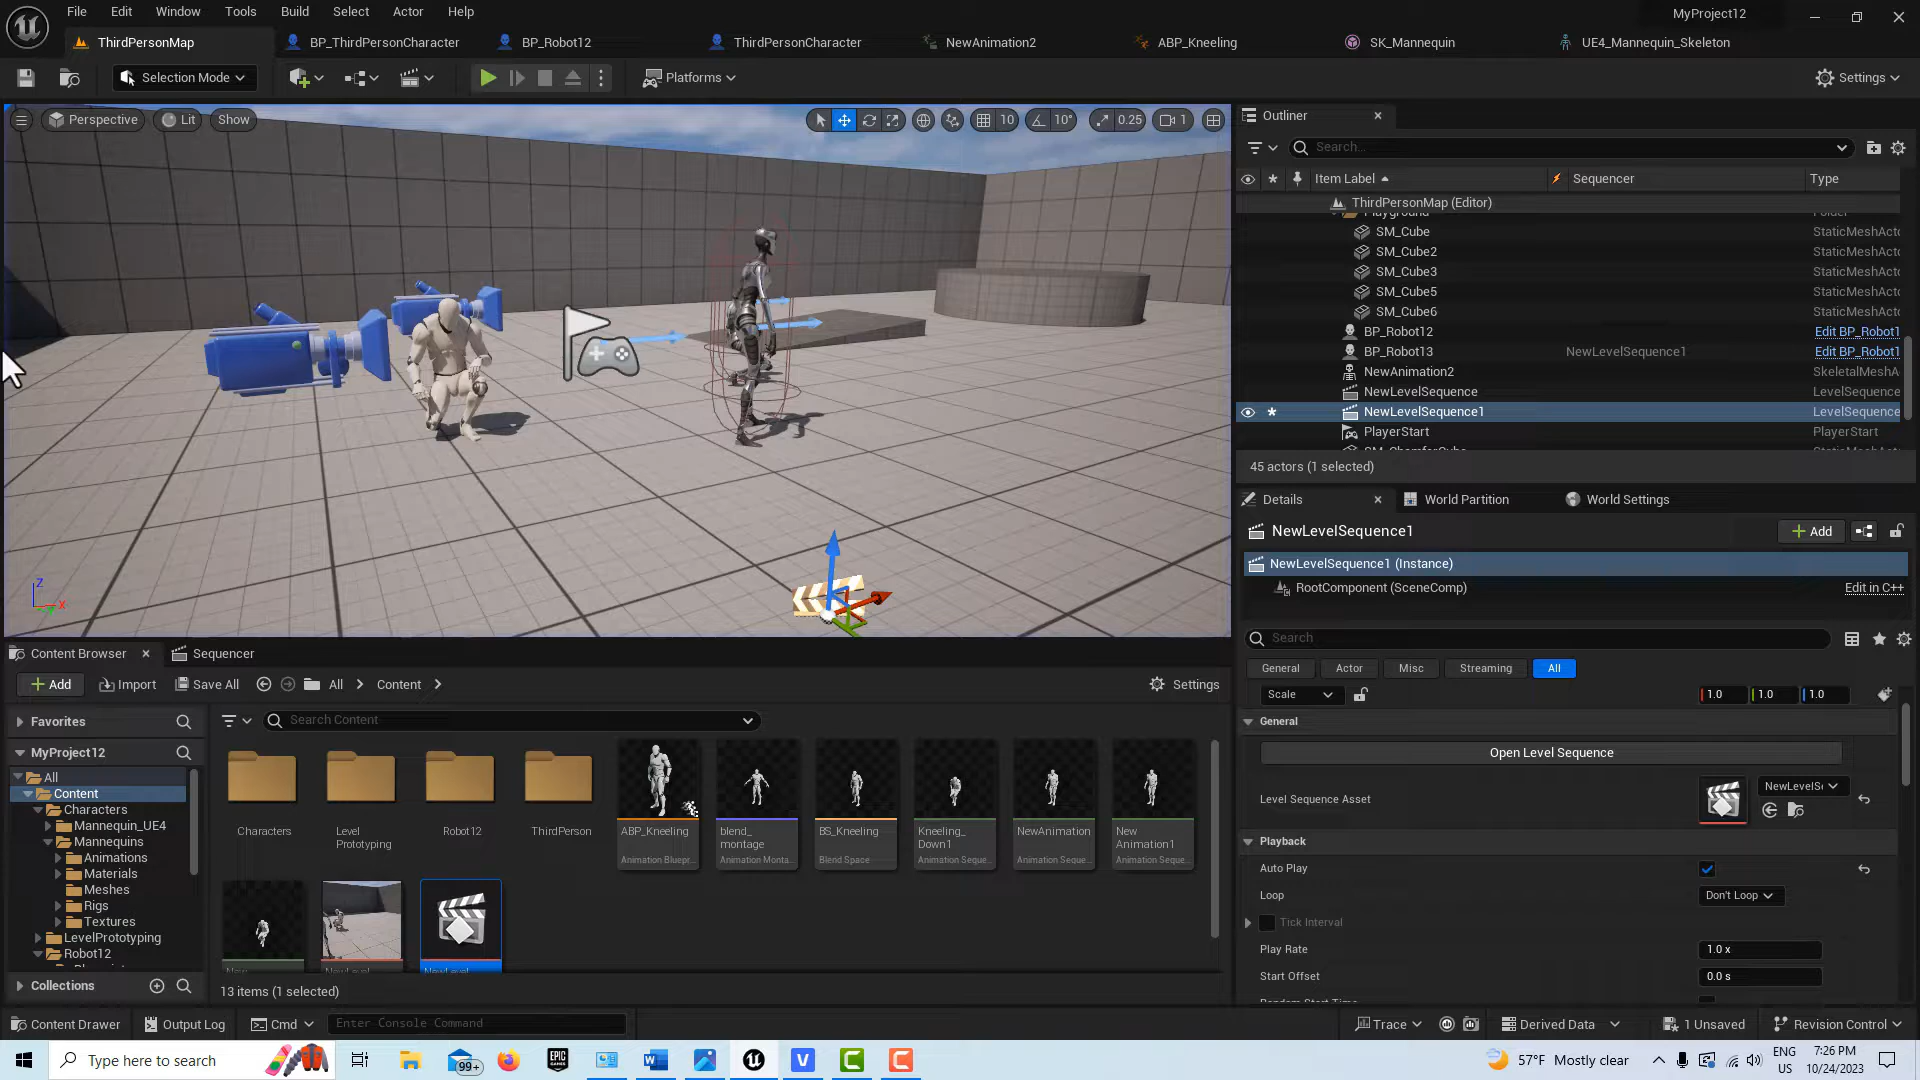 File Edit Window Tools Build Select Actor Help
MyProject12
ThirdPersonMap
BP_ThirdPersonCharacter
BP_Robot12
ThirdPersonCharacter
NewAnimation2
ABP_Kneeling
SK_Mannequin
UE4_Mannequin_Skeleton
Selection Mode
Platforms
Settings
Perspective
Lit
Show
10
10°
0.25
1
Z
X
Outliner
Search...
Item Label
Sequencer
Type
ThirdPersonMap (Editor)
SM_Cube StaticMeshActo
SM_Cube2 StaticMeshActo
SM_Cube3 StaticMeshActo
SM_Cube5 StaticMeshActo
SM_Cube6 StaticMeshActo
BP_Robot12 Edit BP_Robot1
BP_Robot13 NewLevelSequence1 Edit BP_Robot1
NewAnimation2 SkeletalMeshA
NewLevelSequence LevelSequence
NewLevelSequence1 LevelSequence
PlayerStart PlayerStart
45 actors (1 selected)
Details
World Partition
World Settings
NewLevelSequence1
Add
NewLevelSequence1 (Instance)
RootComponent (SceneComp)
Edit in C++
Search
General
Actor
Misc
Streaming
All
Scale
1.0
1.0
1.0
General
Open Level Sequence
Level Sequence Asset
NewLevelS
Playback
Auto Play
Loop
Don't Loop
Tick Interval
Play Rate
1.0 x
Start Offset
0.0 s
Content Browser
Sequencer
Add
Import
Save All
All
Content
Settings
Favorites
MyProject12
All
Content
Characters
Mannequin_UE4
Mannequins
Animations
Materials
Meshes
Rigs
Textures
LevelPrototyping
Robot12
Collections
Search Content
Characters
Level
Prototyping
Robot12
ThirdPerson
ABP_Kneeling
Animation Bluepr...
blend_
montage
Animation Monta...
BS_Kneeling
Blend Space
Kneeling_
Down1
Animation Seque...
NewAnimation
Animation Seque...
New
Animation1
Animation Seque...
13 items (1 selected)
Content Drawer
Output Log
Cmd
Enter Console Command
Trace
Derived Data
1 Unsaved
Revision Control
Type here to search
99+
EPIC
GAMES
57°F Mostly clear
ENG
US
7:26 PM
10/24/2023